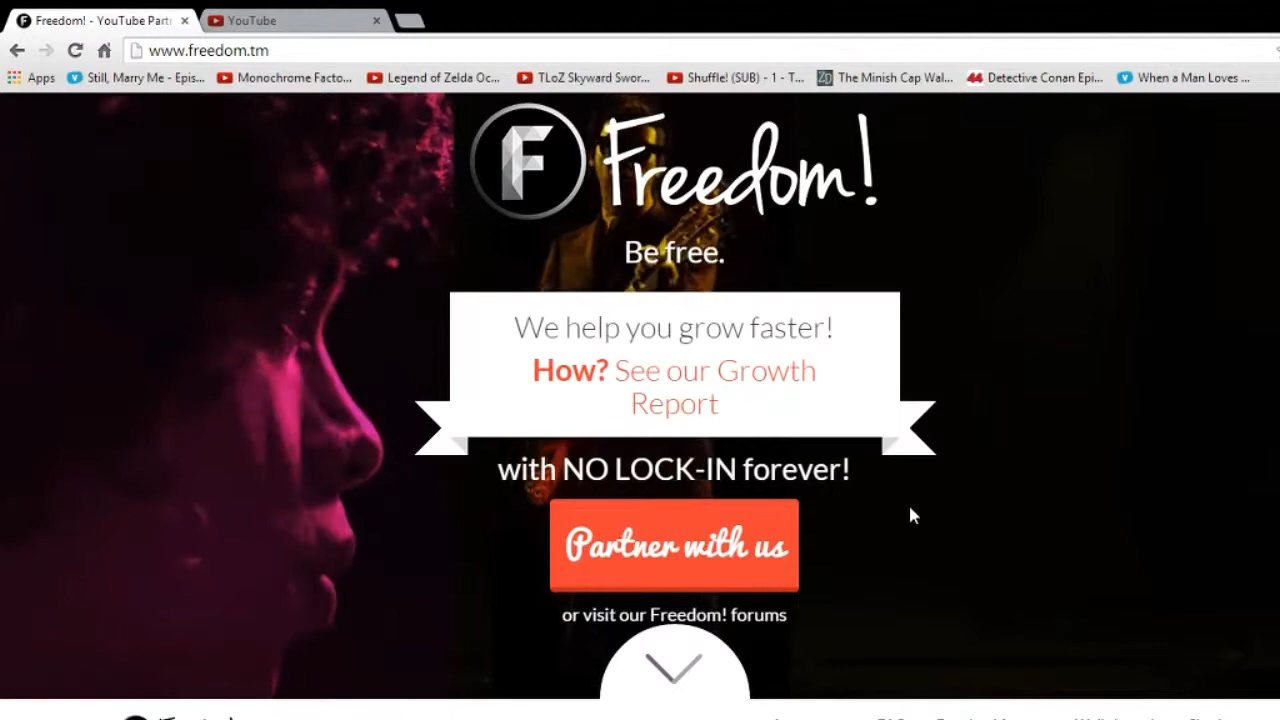 Freedom! - YouTube Part
YouTube
www.freedom.tm
Apps
Still, Marry Me - Epis...
Monochrome Facto...
Legend of Zelda Oc...
TLoZ Skyward Swor...
Shuffle! (SUB) - 1 - T...
The Minish Cap Wal...
Detective Conan Epi...
When a Man Loves ...
F Freedom!
Be free.
We help you grow faster!
How? See our Growth
Report
with NO LOCK-IN forever!
Partner with us
or visit our Freedom! forums